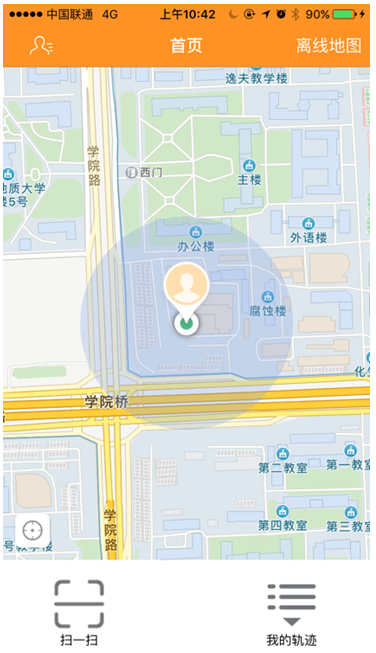 中国联通 4G 上午10:42 90%
首页 离线地图
逸夫教学楼
学院路
西门
主楼
地质大学
楼5号
办公楼
外语楼
腐蚀楼
学院桥
第二教室
第一教室
第四教室
第三教室
学院路
扫一扫 我的轨迹